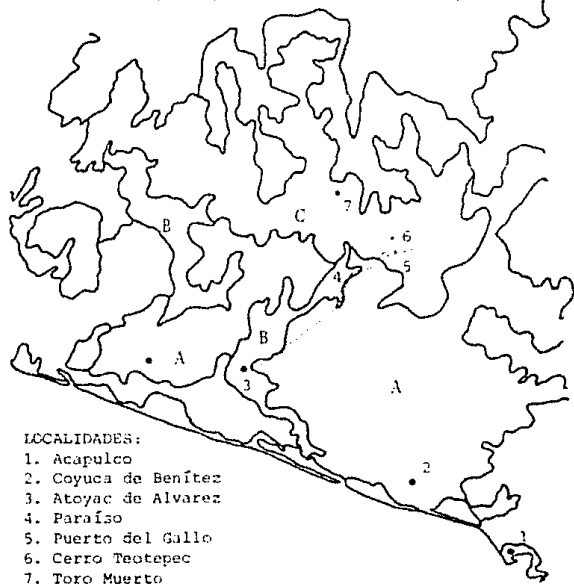 B
C
7
6
4
5
A
B
3
A
2
1
LOCALIDADES:
1. Acapulco
2. Coyuca de Benítez
3. Atoyac de Alvarez
4. Paraíso
5. Puerto del Gallo
6. Cerro Teotepec
7. Toro Muerto